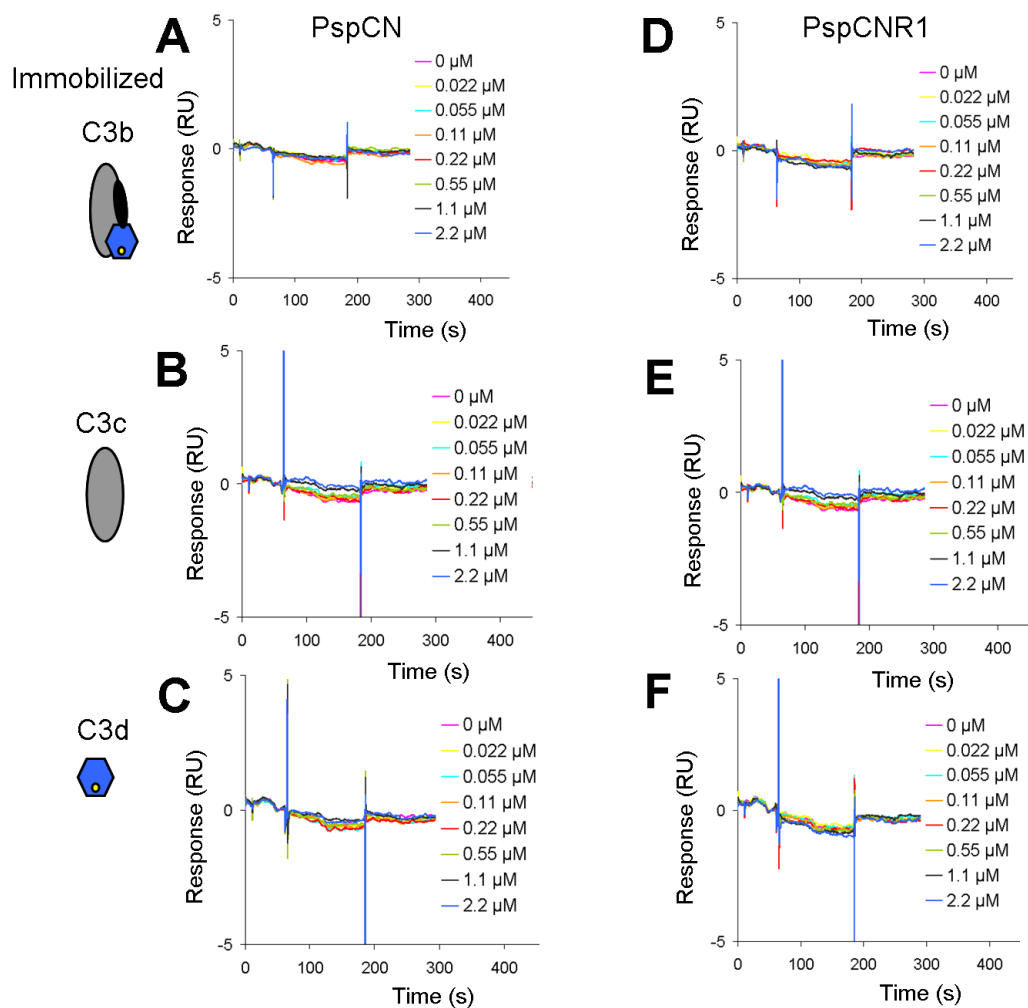 PspCN
PspCNR1
Immobilized
C3b
A
5
0
-5
Response (RU)
0 µM
0.022 µM
0.055 µM
0.11 µM
0.22 µM
0.55 µM
1.1 µM
2.2 µM
0 100 200 300 400
Time (s)
D
5
0
-5
Response (RU)
0 µM
0.022 µM
0.055 µM
0.11 µM
0.22 µM
0.55 µM
1.1 µM
2.2 µM
0 100 200 300 400
Time (s)
C3c
B
5
0
-5
Response (RU)
0 µM
0.022 µM
0.055 µM
0.11 µM
0.22 µM
0.55 µM
1.1 µM
2.2 µM
0 100 200 300 400
Time (s)
E
5
0
-5
Response (RU)
0 µM
0.022 µM
0.055 µM
0.11 µM
0.22 µM
0.55 µM
1.1 µM
2.2 µM
0 100 200 300 400
Time (s)
C3d
C
5
0
-5
Response (RU)
0 µM
0.022 µM
0.055 µM
0.11 µM
0.22 µM
0.55 µM
1.1 µM
2.2 µM
0 100 200 300 400
Time (s)
F
5
0
-5
Response (RU)
0 µM
0.022 µM
0.055 µM
0.11 µM
0.22 µM
0.55 µM
1.1 µM
2.2 µM
0 100 200 300 400
Time (s)